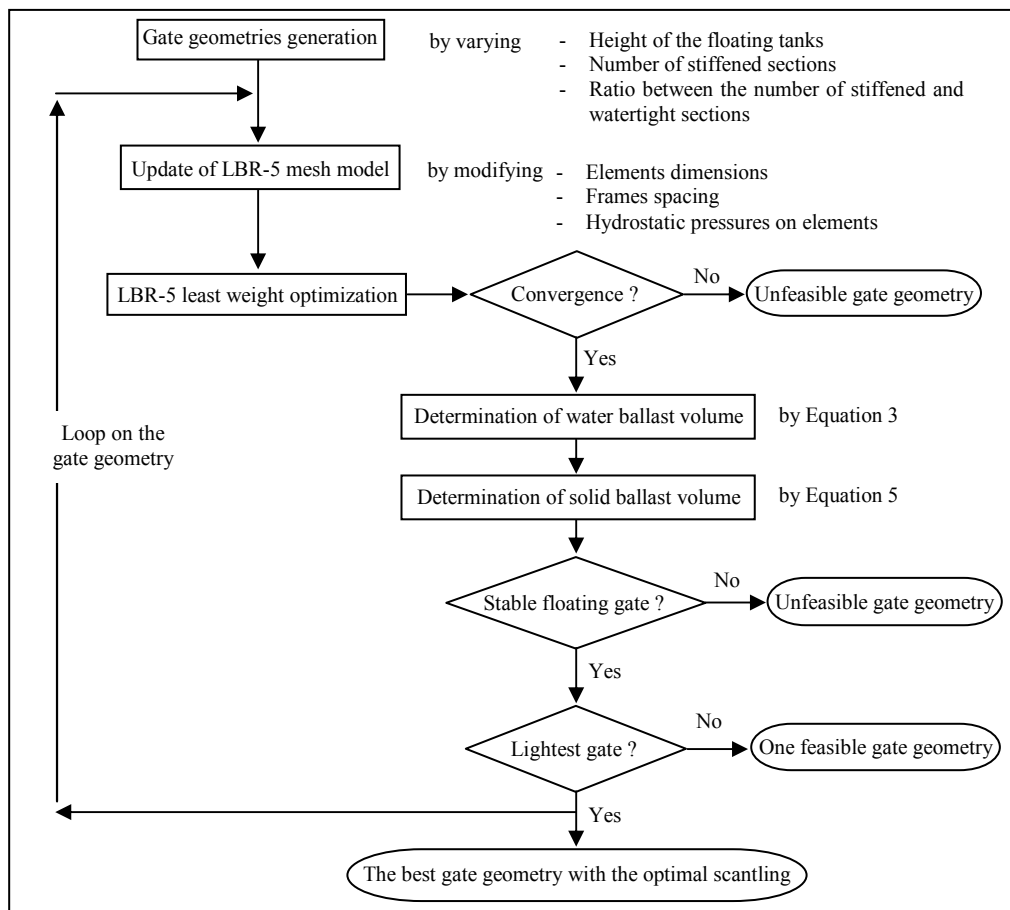 Gate geometries generation
by varying
- Height of the floating tanks
- Number of stiffened sections
- Ratio between the number of stiffened and
watertight sections
Update of LBR-5 mesh model
by modifying
- Elements dimensions
- Frames spacing
- Hydrostatic pressures on elements
LBR-5 least weight optimization
Convergence ?
No
Unfeasible gate geometry
Yes
Determination of water ballast volume
by Equation 3
Loop on the
gate geometry
Determination of solid ballast volume
by Equation 5
Stable floating gate ?
No
Unfeasible gate geometry
Yes
Lightest gate ?
No
One feasible gate geometry
Yes
The best gate geometry with the optimal scantling